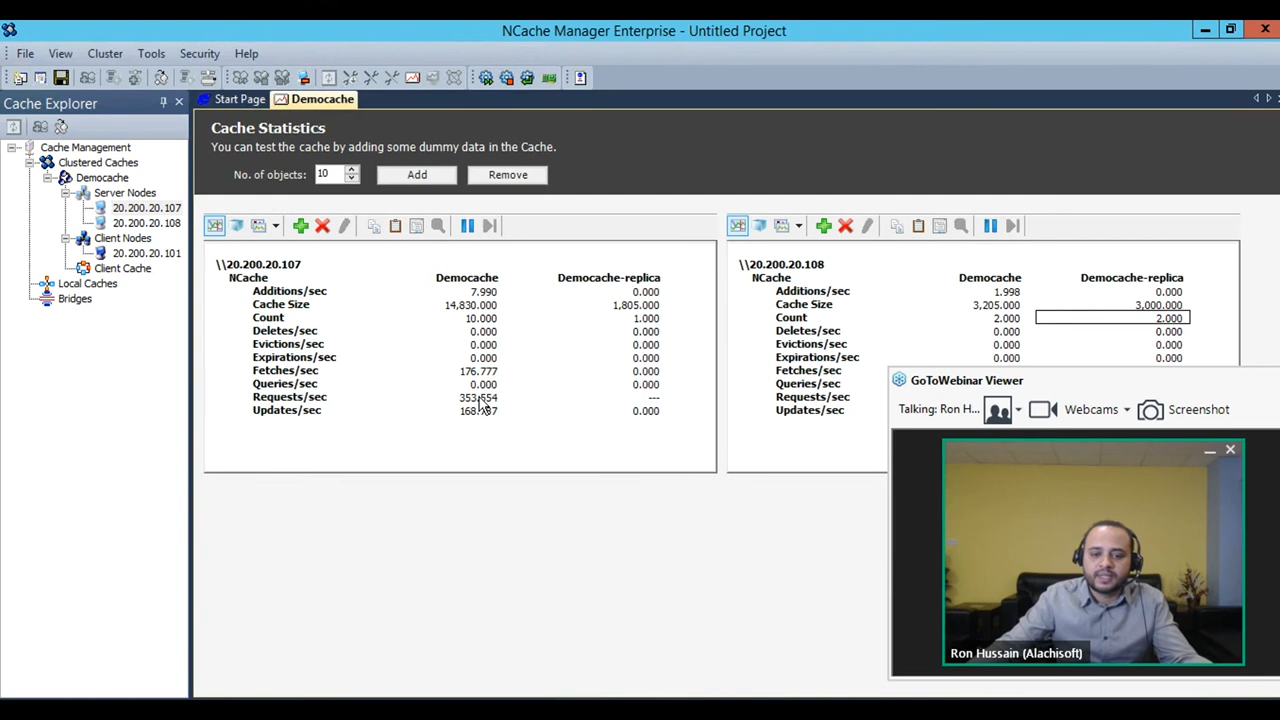 NCache Manager Enterprise - Untitled Project
File View Cluster Tools Security Help
Cache Explorer
Start Page
Democache
Cache Management
Clustered Caches
Democache
Server Nodes
20.200.20.107
20.200.20.108
Client Nodes
20.200.20.101
Client Cache
Local Caches
Bridges
Cache Statistics
You can test the cache by adding some dummy data in the Cache.
No. of objects: 10 Add Remove
\\20.200.20.107
NCache Democache Democache-replica
Additions/sec 7.990 0.000
Cache Size 14,830.000 1,805.000
Count 10.000 1.000
Deletes/sec 0.000 0.000
Evictions/sec 0.000 0.000
Expirations/sec 0.000 0.000
Fetches/sec 176.777 0.000
Queries/sec 0.000 0.000
Requests/sec 353.554 ---
Updates/sec 0.000
\\20.200.20.108
NCache Democache Democache-replica
Additions/sec 1.998 0.000
Cache Size 3,205.000 3,000.000
Count 2.000 2.000
Deletes/sec 0.000 0.000
Evictions/sec 0.000 0.000
Expirations/sec 0.000 0.000
Fetches/sec
Queries/sec
Requests/sec
Updates/sec
GoToWebinar Viewer
Talking: Ron H... Webcams Screenshot
Ron Hussain (Alachisoft)